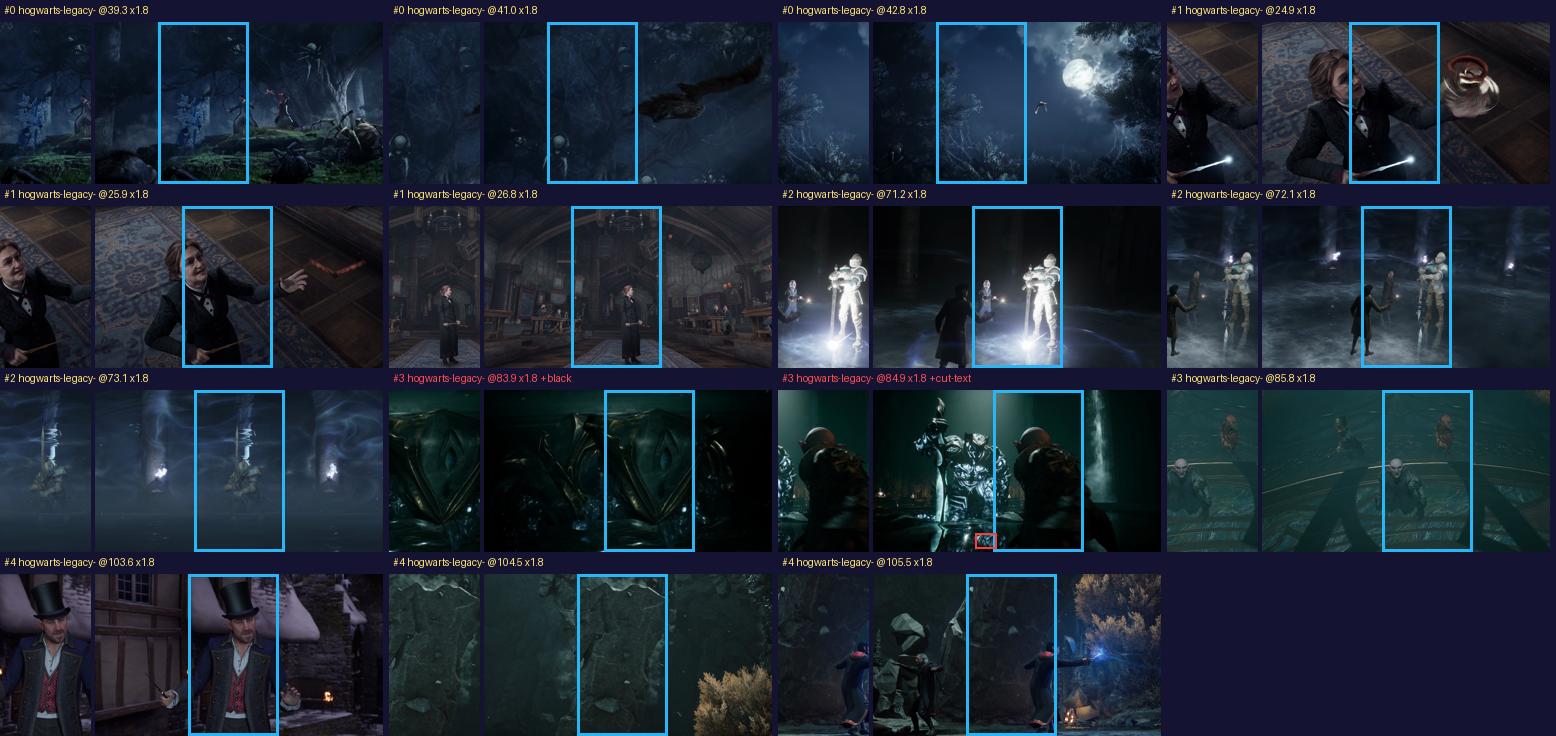 #0 hogwarts-legacy- @39.3 x1.8
#0 hogwarts-legacy- @41.0 x1.8
#0 hogwarts-legacy- @42.8 x1.8
#1 hogwarts-legacy- @24.9 x1.8
#1 hogwarts-legacy- @25.9 x1.8
#1 hogwarts-legacy- @26.8 x1.8
#2 hogwarts-legacy- @71.2 x1.8
#2 hogwarts-legacy- @72.1 x1.8
#2 hogwarts-legacy- @73.1 x1.8
#3 hogwarts-legacy- @83.9 x1.8 +black
#3 hogwarts-legacy- @84.9 x1.8 +cut-text
#3 hogwarts-legacy- @85.8 x1.8
#4 hogwarts-legacy- @103.6 x1.8
#4 hogwarts-legacy- @104.5 x1.8
#4 hogwarts-legacy- @105.5 x1.8